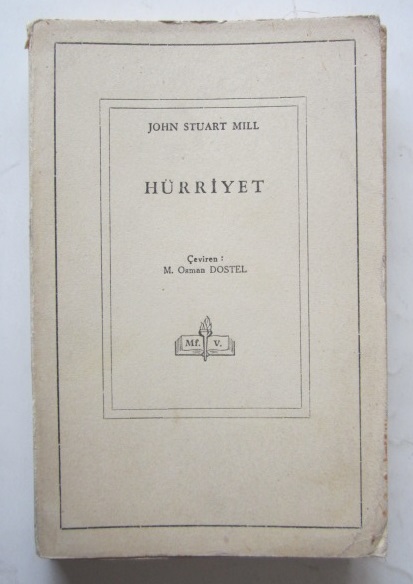 JOHN STUART MILL
HÜRRİYET
Çeviren :
M. Osman DOSTEL
Mf. V.